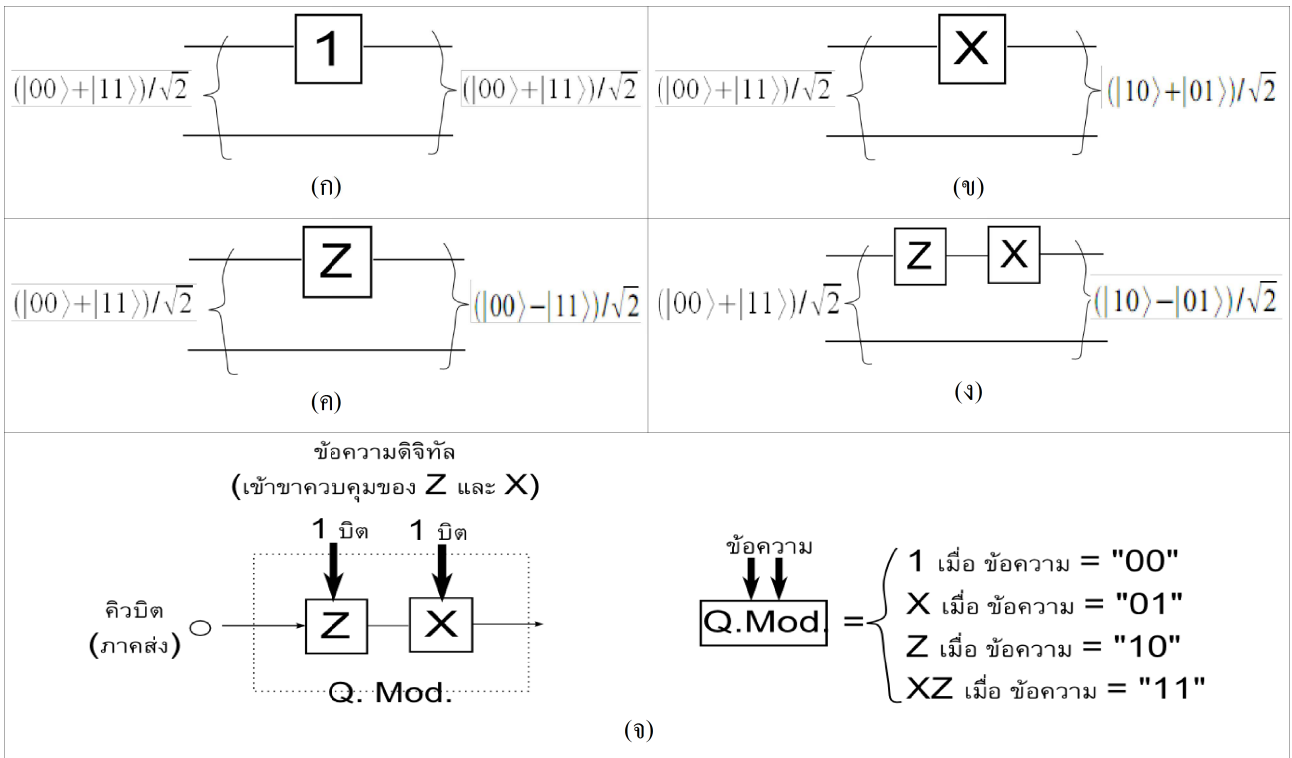 1
(|00⟩+|11⟩)/√2
(|00⟩+|11⟩)/√2
(ก)
X
(|00⟩+|11⟩)/√2
(|10⟩+|01⟩)/√2
(ข)
Z
(|00⟩+|11⟩)/√2
(|00⟩−|11⟩)/√2
(ค)
Z X
(|00⟩+|11⟩)/√2
(|10⟩−|01⟩)/√2
(ง)
ข้อความดิจิทัล
(เข้าขาควบคุมของ Z และ X)
1 บิต 1 บิต
คิวบิต
(ภาคส่ง)
Z X
Q. Mod.
ข้อความ
Q.Mod. =
1 เมื่อ ข้อความ = "00"
X เมื่อ ข้อความ = "01"
Z เมื่อ ข้อความ = "10"
XZ เมื่อ ข้อความ = "11"
(จ)